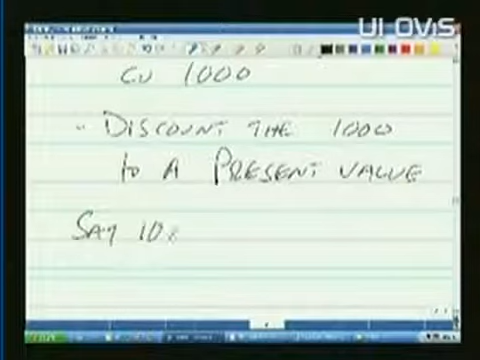 UI OVIS
CU 1000
- DISCOUNT THE 1000
to A PRESENT VALUE
SAY 10%